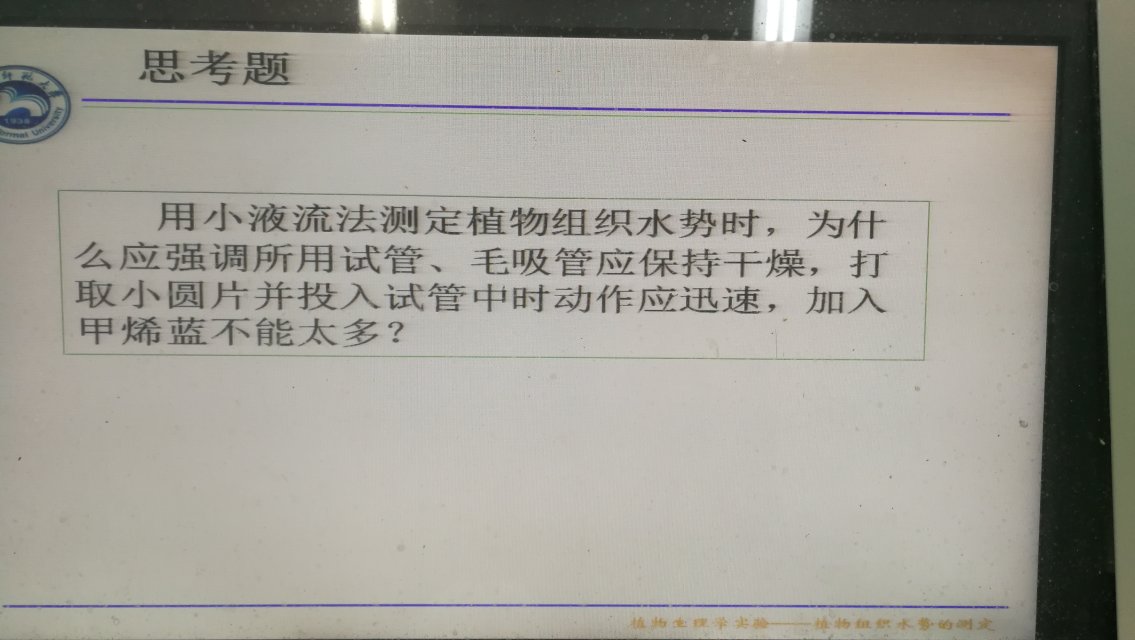 思考题
1938
ormal University
用小液流法测定植物组织水势时，为什
么应强调所用试管、毛吸管应保持干燥，打
取小圆片并投入试管中时动作应迅速，加入
甲烯蓝不能太多？
植物生理学实验——植物组织水势的测定